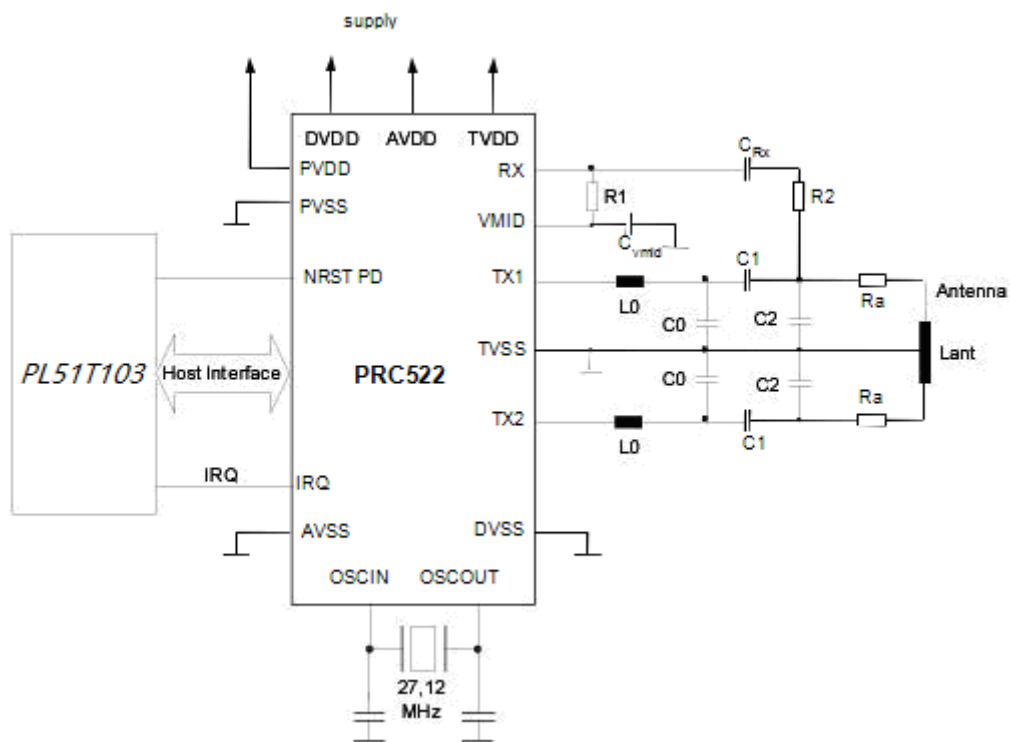 supply
DVDD AVDD TVDD
PVDD
RX
C_Rx
PVSS
R1
R2
VMID
C_vmid
NRST PD
TX1
L0
C1
Ra
Antenna
C0
C2
PL51T103
Host Interface
PRC522
TVSS
Lant
C0
C2
Ra
TX2
L0
C1
IRQ
IRQ
AVSS
DVSS
OSCIN OSCOUT
27,12
MHz